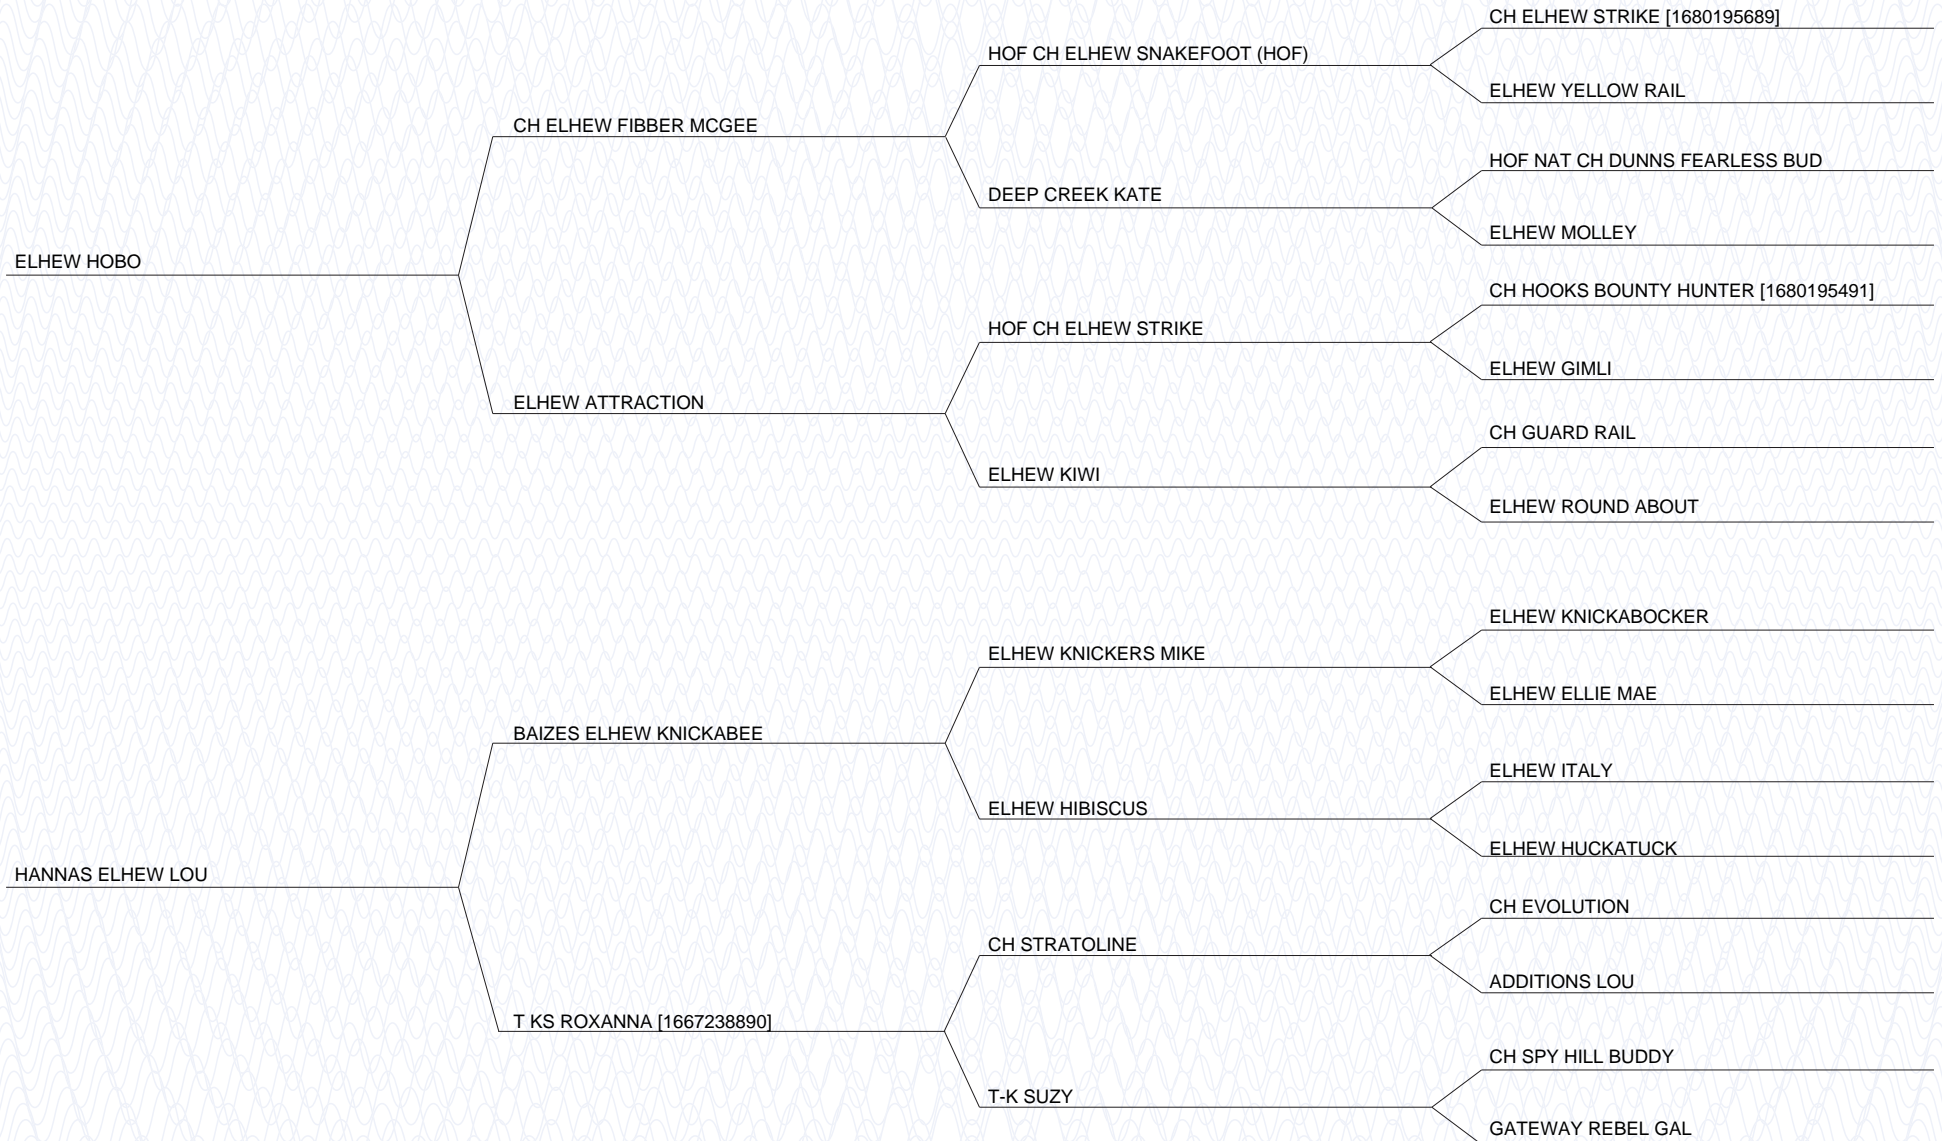 CH ELHEW STRIKE [1680195689]
HOF CH ELHEW SNAKEFOOT (HOF)
ELHEW YELLOW RAIL
CH ELHEW FIBBER MCGEE
HOF NAT CH DUNNS FEARLESS BUD
DEEP CREEK KATE
ELHEW MOLLEY
ELHEW HOBO
CH HOOKS BOUNTY HUNTER [1680195491]
HOF CH ELHEW STRIKE
ELHEW GIMLI
ELHEW ATTRACTION
CH GUARD RAIL
ELHEW KIWI
ELHEW ROUND ABOUT
ELHEW KNICKABOCKER
ELHEW KNICKERS MIKE
ELHEW ELLIE MAE
BAIZES ELHEW KNICKABEE
ELHEW ITALY
ELHEW HIBISCUS
ELHEW HUCKATUCK
HANNAS ELHEW LOU
CH EVOLUTION
CH STRATOLINE
ADDITIONS LOU
T KS ROXANNA [1667238890]
CH SPY HILL BUDDY
T-K SUZY
GATEWAY REBEL GAL